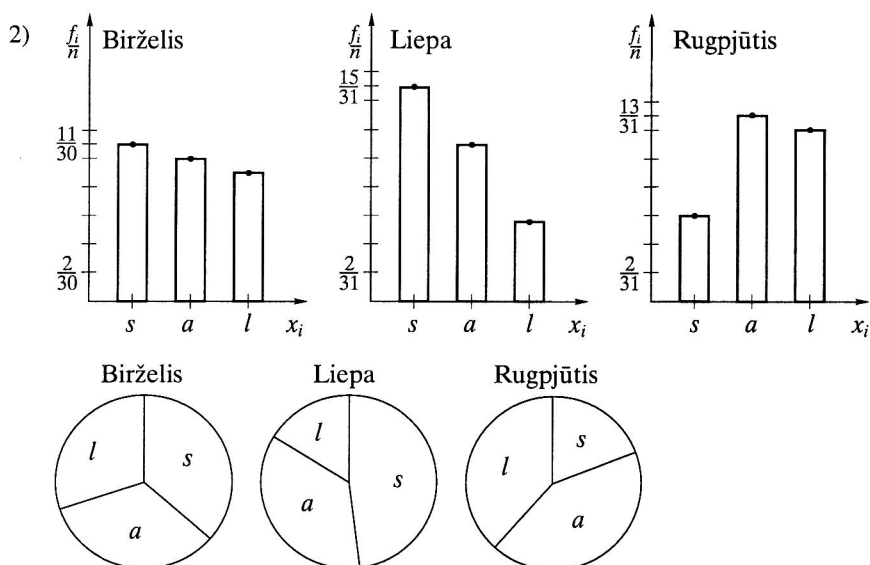 2)
f_i/n Birželis
11/30
2/30
s a l x_i
f_i/n Liepa
15/31
2/31
s a l x_i
f_i/n Rugpjūtis
13/31
2/31
s a l x_i
Birželis Liepa Rugpjūtis
l s a
l s a
l s a